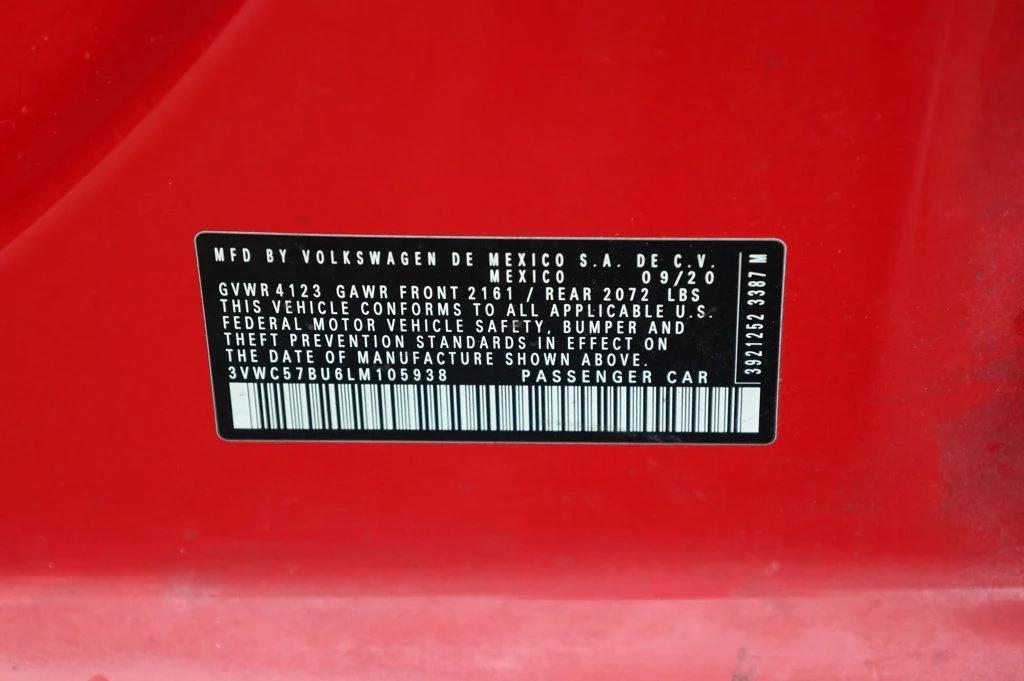 MFD BY VOLKSWAGEN DE MEXICO S.A. DE C.V.
MEXICO 09/20
GVWR 4123 GAWR FRONT 2161 / REAR 2072 LBS
THIS VEHICLE CONFORMS TO ALL APPLICABLE U.S.
FEDERAL MOTOR VEHICLE SAFETY, BUMPER AND
THEFT PREVENTION STANDARDS IN EFFECT ON
THE DATE OF MANUFACTURE SHOWN ABOVE.
3VWC57BU6LM105938 PASSENGER CAR
3921252 3387 M